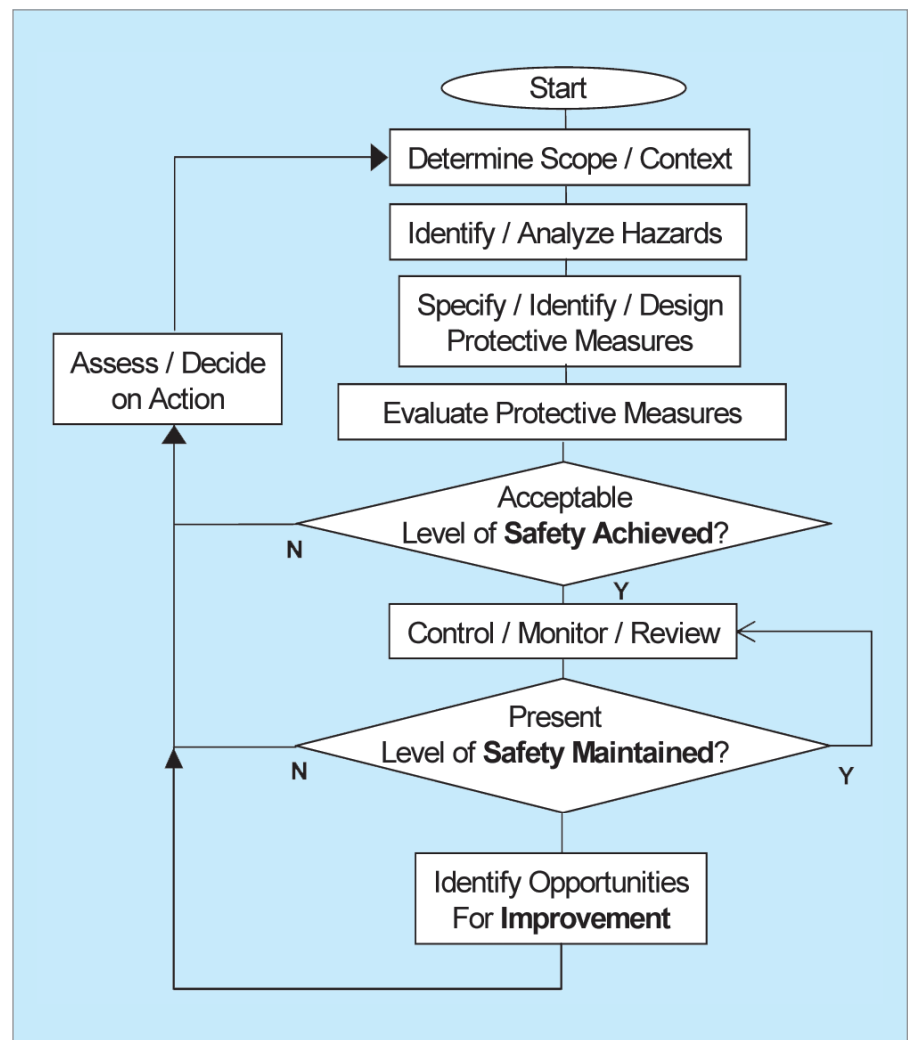 Start
Determine Scope / Context
Identify / Analyze Hazards
Specify / Identify / Design
Protective Measures
Assess / Decide
on Action
Evaluate Protective Measures
Acceptable
Level of Safety Achieved?
N
Y
Control / Monitor / Review
Present
Level of Safety Maintained?
N
Y
Identify Opportunities
For Improvement